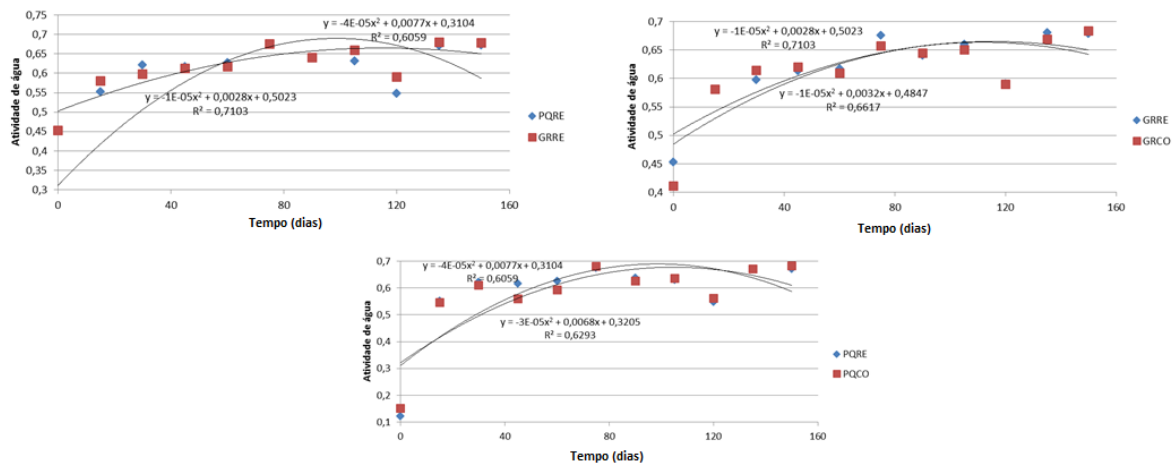 y = -4E-05x² + 0,0077x + 0,3104
R² = 0,6059
y = -1E-05x² + 0,0028x + 0,5023
R² = 0,7103
Atividade de água
0,75
0,7
0,65
0,6
0,55
0,5
0,45
0,4
0,35
0,3
0
40
80
120
160
Tempo (dias)
PQRE
GRRE
y = -1E-05x² + 0,0028x + 0,5023
R² = 0,7103
y = -1E-05x² + 0,0032x + 0,4847
R² = 0,6617
Atividade de água
0,7
0,65
0,6
0,55
0,5
0,45
0,4
0
40
80
120
160
Tempo (dias)
GRRE
GRCO
y = -4E-05x² + 0,0077x + 0,3104
R² = 0,6059
y = -3E-05x² + 0,0068x + 0,3205
R² = 0,6293
Atividade de água
0,7
0,6
0,5
0,4
0,3
0,2
0,1
0
40
80
120
160
Tempo (dias)
PQRE
PQCO